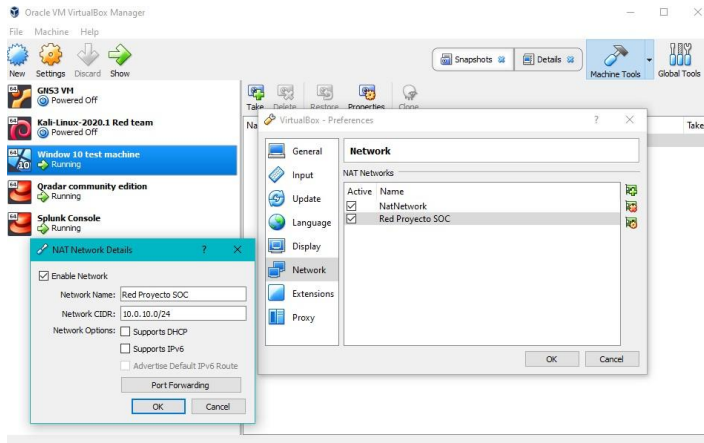 Oracle VM VirtualBox Manager
File Machine Help
New Settings Discard Show
Snapshots Details
Machine Tools Global Tools
GNS3 VM
Powered Off
Kali-Linux-2020.1 Red team
Powered Off
Window 10 test machine
Running
Qradar community edition
Running
Splunk Console
Running
Take Delete Restore Properties Clone
Na
Take
VirtualBox - Preferences ?
General
Input
Update
Language
Display
Network
Extensions
Proxy
Network
NAT Networks
Active Name
NatNetwork
Red Proyecto SOC
OK Cancel
NAT Network Details ?
Enable Network
Network Name: Red Proyecto SOC
Network CIDR: 10.0.10.0/24
Network Options: Supports DHCP
Supports IPv6
Advertise Default IPv6 Route
Port Forwarding
OK Cancel